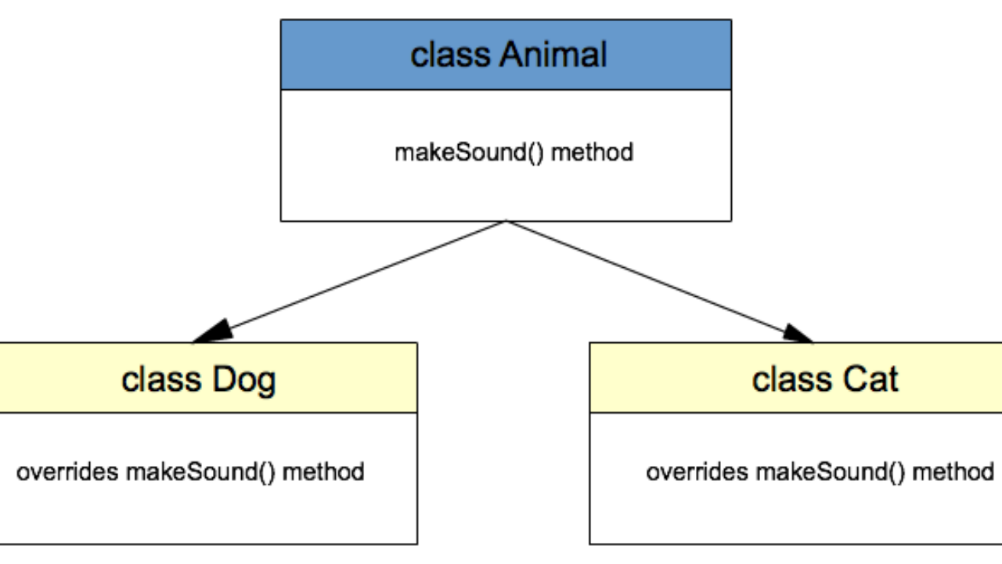 class Animal
makeSound() method
class Dog
class Cat
overrides makeSound() method
overrides makeSound() method